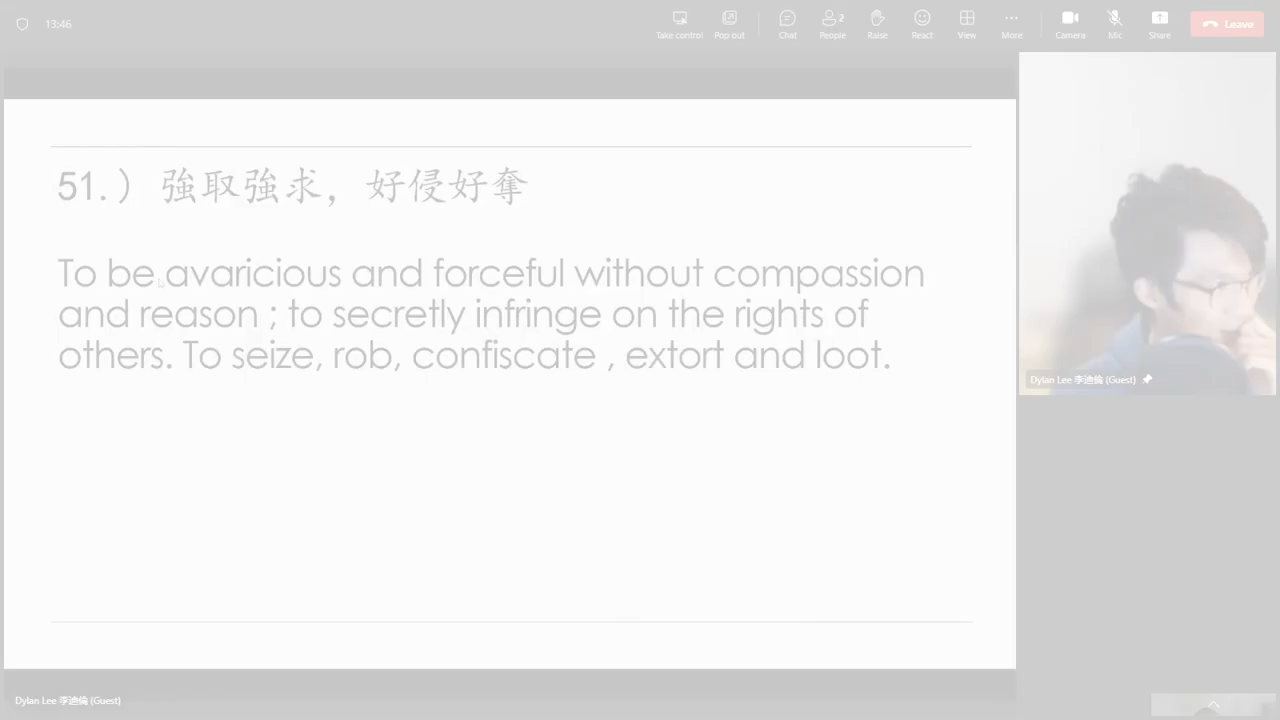 13:46
Take control
Pop out
Chat
2
People
Raise
React
View
More
Camera
Mic
Share
Leave
51.）強取強求，好侵好奪
To be avaricious and forceful without compassion
and reason ; to secretly infringe on the rights of
others. To seize, rob, confiscate , extort and loot.
Dylan Lee 李迪倫 (Guest)
Dylan Lee 李迪倫 (Guest)